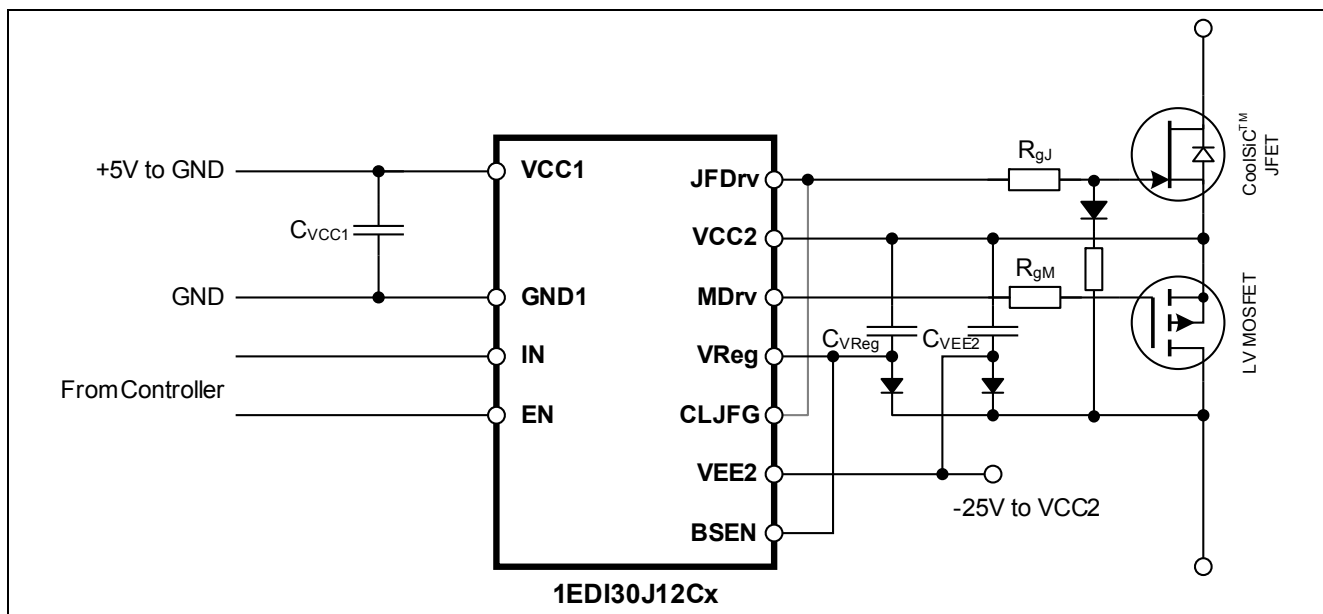 +5V to GND
CVCC1
GND
From Controller
VCC1
GND1
IN
EN
JFDrv
VCC2
MDrv
VReg
CLJFG
VEE2
BSEN
1EDI30J12Cx
RgJ
RgM
CVReg
CVEE2
-25V to VCC2
CoolSiC™
JFET
LV MOSFET